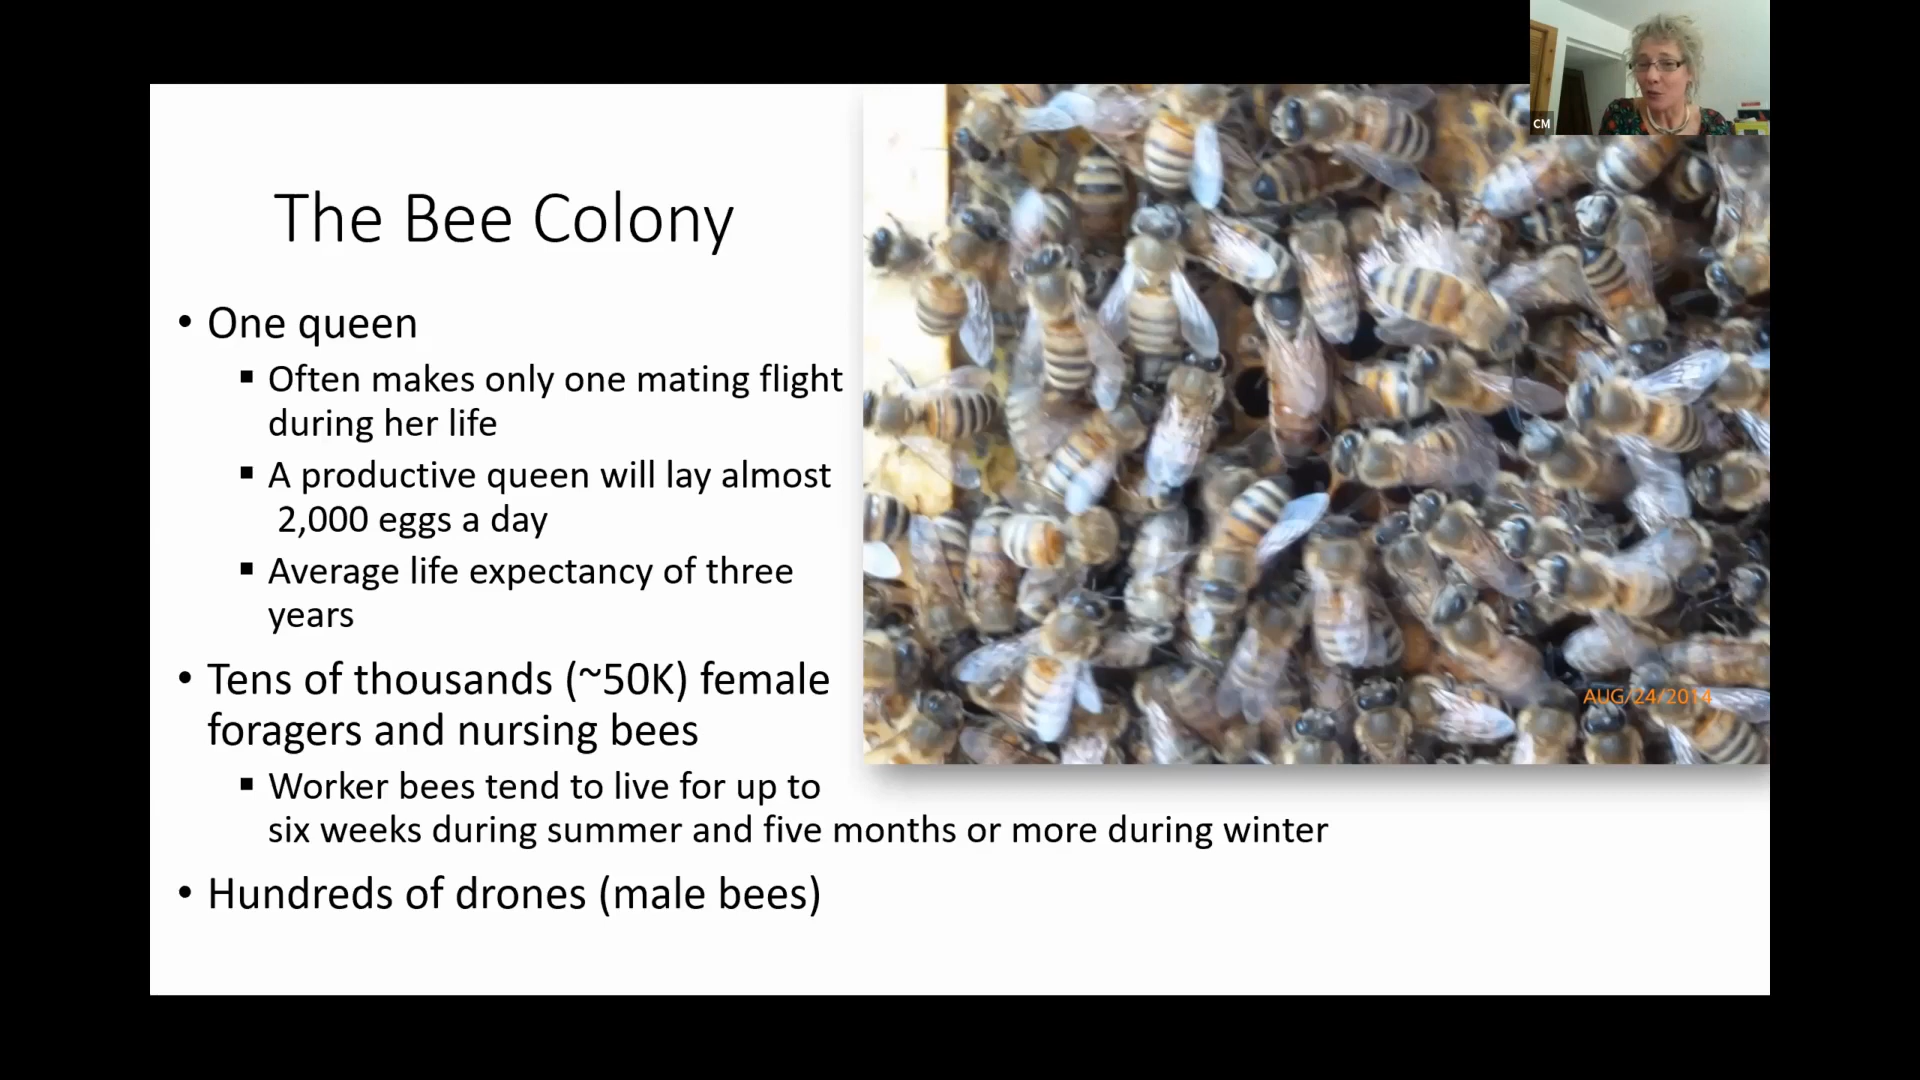 CM
The Bee Colony
• One queen
▪ Often makes only one mating flight
during her life
▪ A productive queen will lay almost
2,000 eggs a day
▪ Average life expectancy of three
years
• Tens of thousands (~50K) female
foragers and nursing bees
▪ Worker bees tend to live for up to
six weeks during summer and five months or more during winter
• Hundreds of drones (male bees)
AUG/24/2014